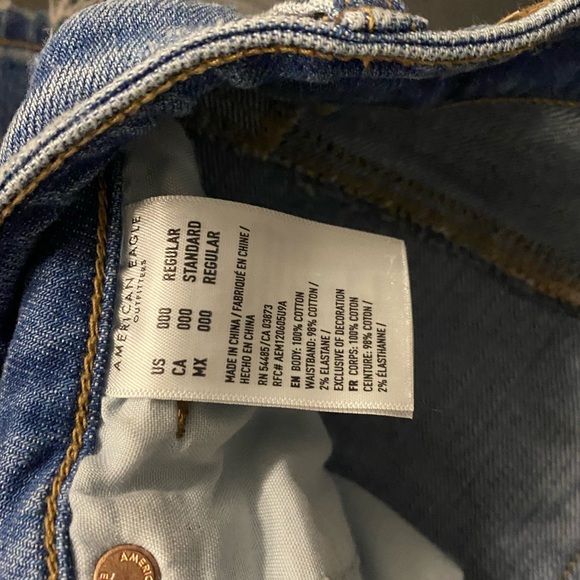 AMERICAN EAGLE
OUTFITTERS
US 000 REGULAR
CA 000 STANDARD
MX 000 REGULAR
MADE IN CHINA / FABRIQUÉ EN CHINE /
HECHO EN CHINA
RN 54485 / CA 03873
RFC# AEM120605U9A
EN BODY: 100% COTTON
WAISTBAND: 98% COTTON /
2% ELASTANE /
EXCLUSIVE OF DECORATION
FR CORPS: 100% COTON
CEINTURE: 98% COTON /
2% ÉLASTHANNE /
AMERI